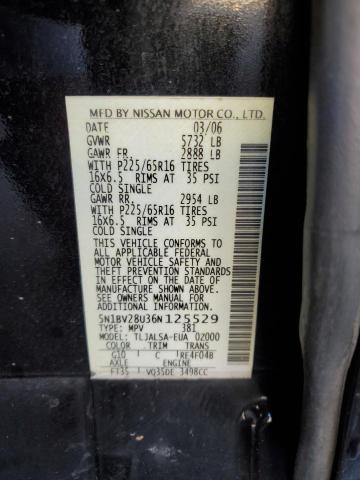 MFD BY NISSAN MOTOR CO., LTD.
DATE 03/06
GVWR 5732 LB
GAWR FR. 2888 LB
WITH P225/65R16 TIRES
16X6.5 RIMS AT 35 PSI
COLD SINGLE
GAWR RR. 2954 LB
WITH P225/65R16 TIRES
16X6.5 RIMS AT 35 PSI
COLD SINGLE
THIS VEHICLE CONFORMS TO
ALL APPLICABLE FEDERAL
MOTOR VEHICLE SAFETY STANDARDS
IN EFFECT ON THE DATE
OF MANUFACTURE SHOWN ABOVE.
SEE OWNERS MANUAL FOR
ADDITIONAL INFORMATION.
5N1BV28U36N125529
TYPE: MPV 381
MODEL: TLJALSA-EUA 02000
COLOR TRIM TRANS
G10 C RE4F04B
AXLE ENGINE
FT35 VQ35DE 3498CC